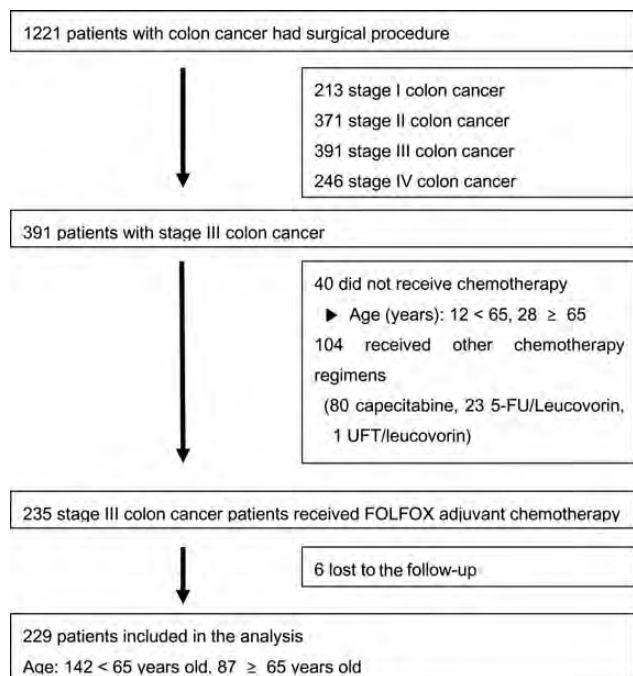 1221 patients with colon cancer had surgical procedure
213 stage I colon cancer
371 stage II colon cancer
391 stage III colon cancer
246 stage IV colon cancer
391 patients with stage III colon cancer
40 did not receive chemotherapy
▶ Age (years): 12 < 65, 28 ≥ 65
104 received other chemotherapy
regimens
(80 capecitabine, 23 5-FU/Leucovorin,
1 UFT/leucovorin)
235 stage III colon cancer patients received FOLFOX adjuvant chemotherapy
6 lost to the follow-up
229 patients included in the analysis
Age: 142 < 65 years old, 87 ≥ 65 years old